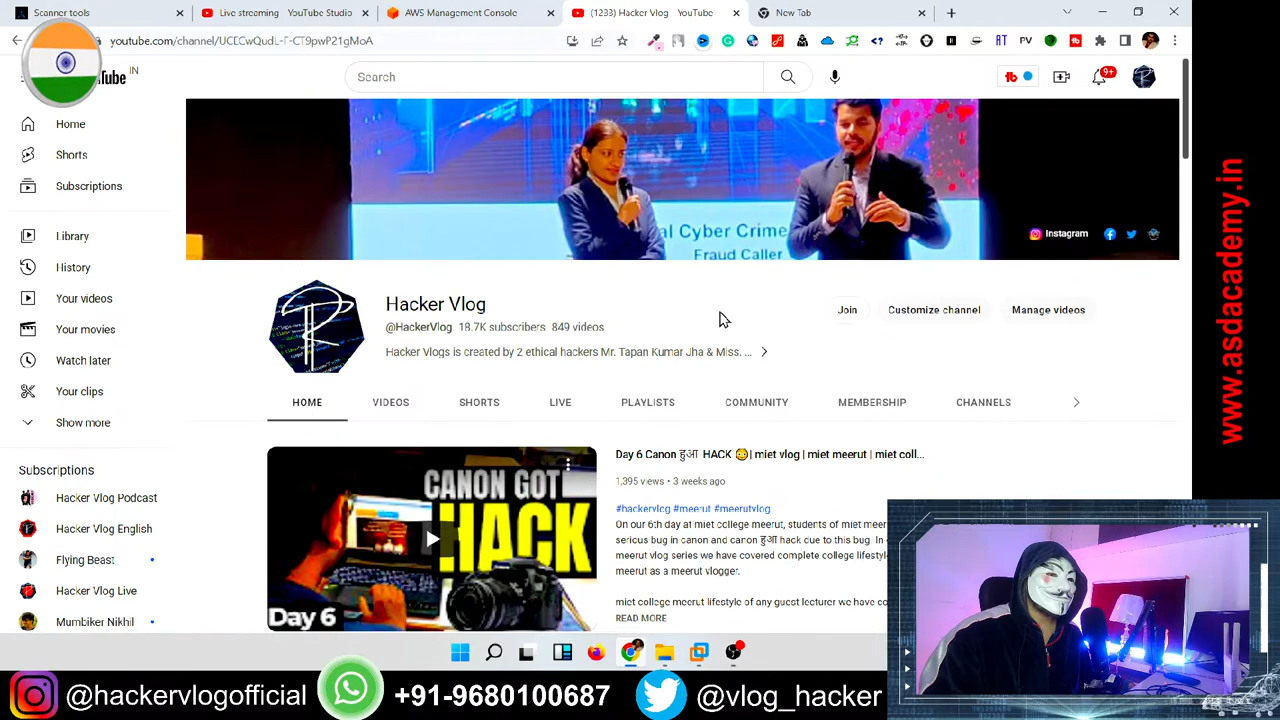 Scanner tools
Live streaming - YouTube Studio
AWS Management Console
(1233) Hacker Vlog - YouTube
New Tab
Search
IN
9+
al Cyber Crime
Fraud Caller
Instagram
Home
Shorts
Subscriptions
Library
History
Your videos
Your movies
Watch later
Your clips
Show more
Subscriptions
Hacker Vlog Podcast
Hacker Vlog English
Flying Beast
Hacker Vlog Live
Mumbiker Nikhil
Hacker Vlog
@HackerVlog 18.7K subscribers 849 videos
Hacker Vlogs is created by 2 ethical hackers Mr. Tapan Kumar Jha & Miss. ...
Join
Customize channel
Manage videos
HOME
VIDEOS
SHORTS
LIVE
PLAYLISTS
COMMUNITY
MEMBERSHIP
CHANNELS
CANON GOT
HACK
Day 6
Day 6 Canon हुआ HACK 😳| miet vlog | miet meerut | miet coll...
1,395 views • 3 weeks ago
#hackervlog #meerut #meerutvlog
On our 6th day at miet college meerut, students of miet meer
serious bug in canon and canon हुआ hack due to this bug. In
meerut vlog series we have covered complete college lifesty
meerut as a meerut vlogger.
miet college meerut lifestyle of any guest lecturer we have co
READ MORE
www.asdacademy.in
@hackervlogofficial
+91-9680100687
@vlog_hacker